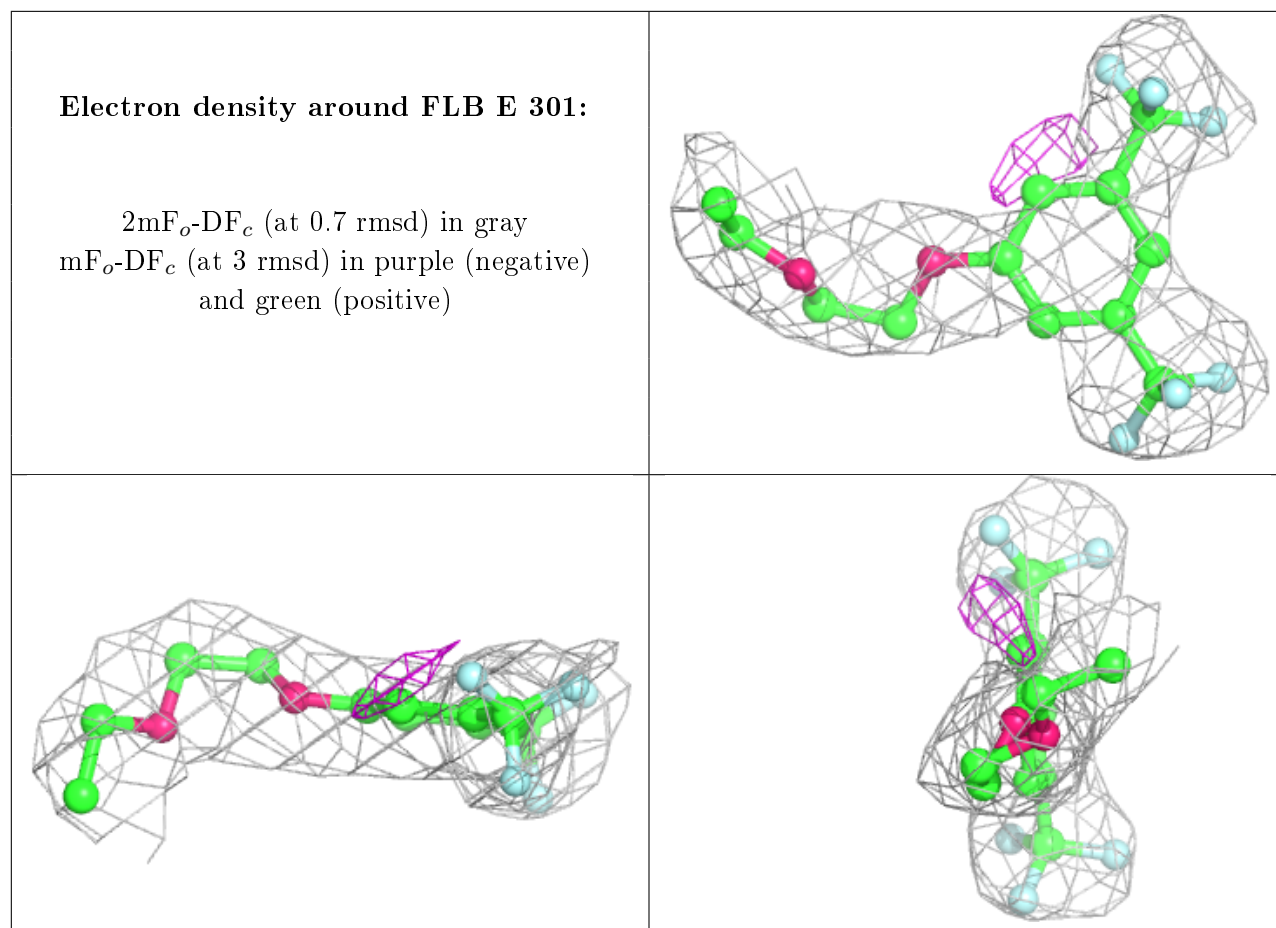 Electron density around FLB E 301:
2mFo-DFc (at 0.7 rmsd) in gray
mFo-DFc (at 3 rmsd) in purple (negative)
and green (positive)